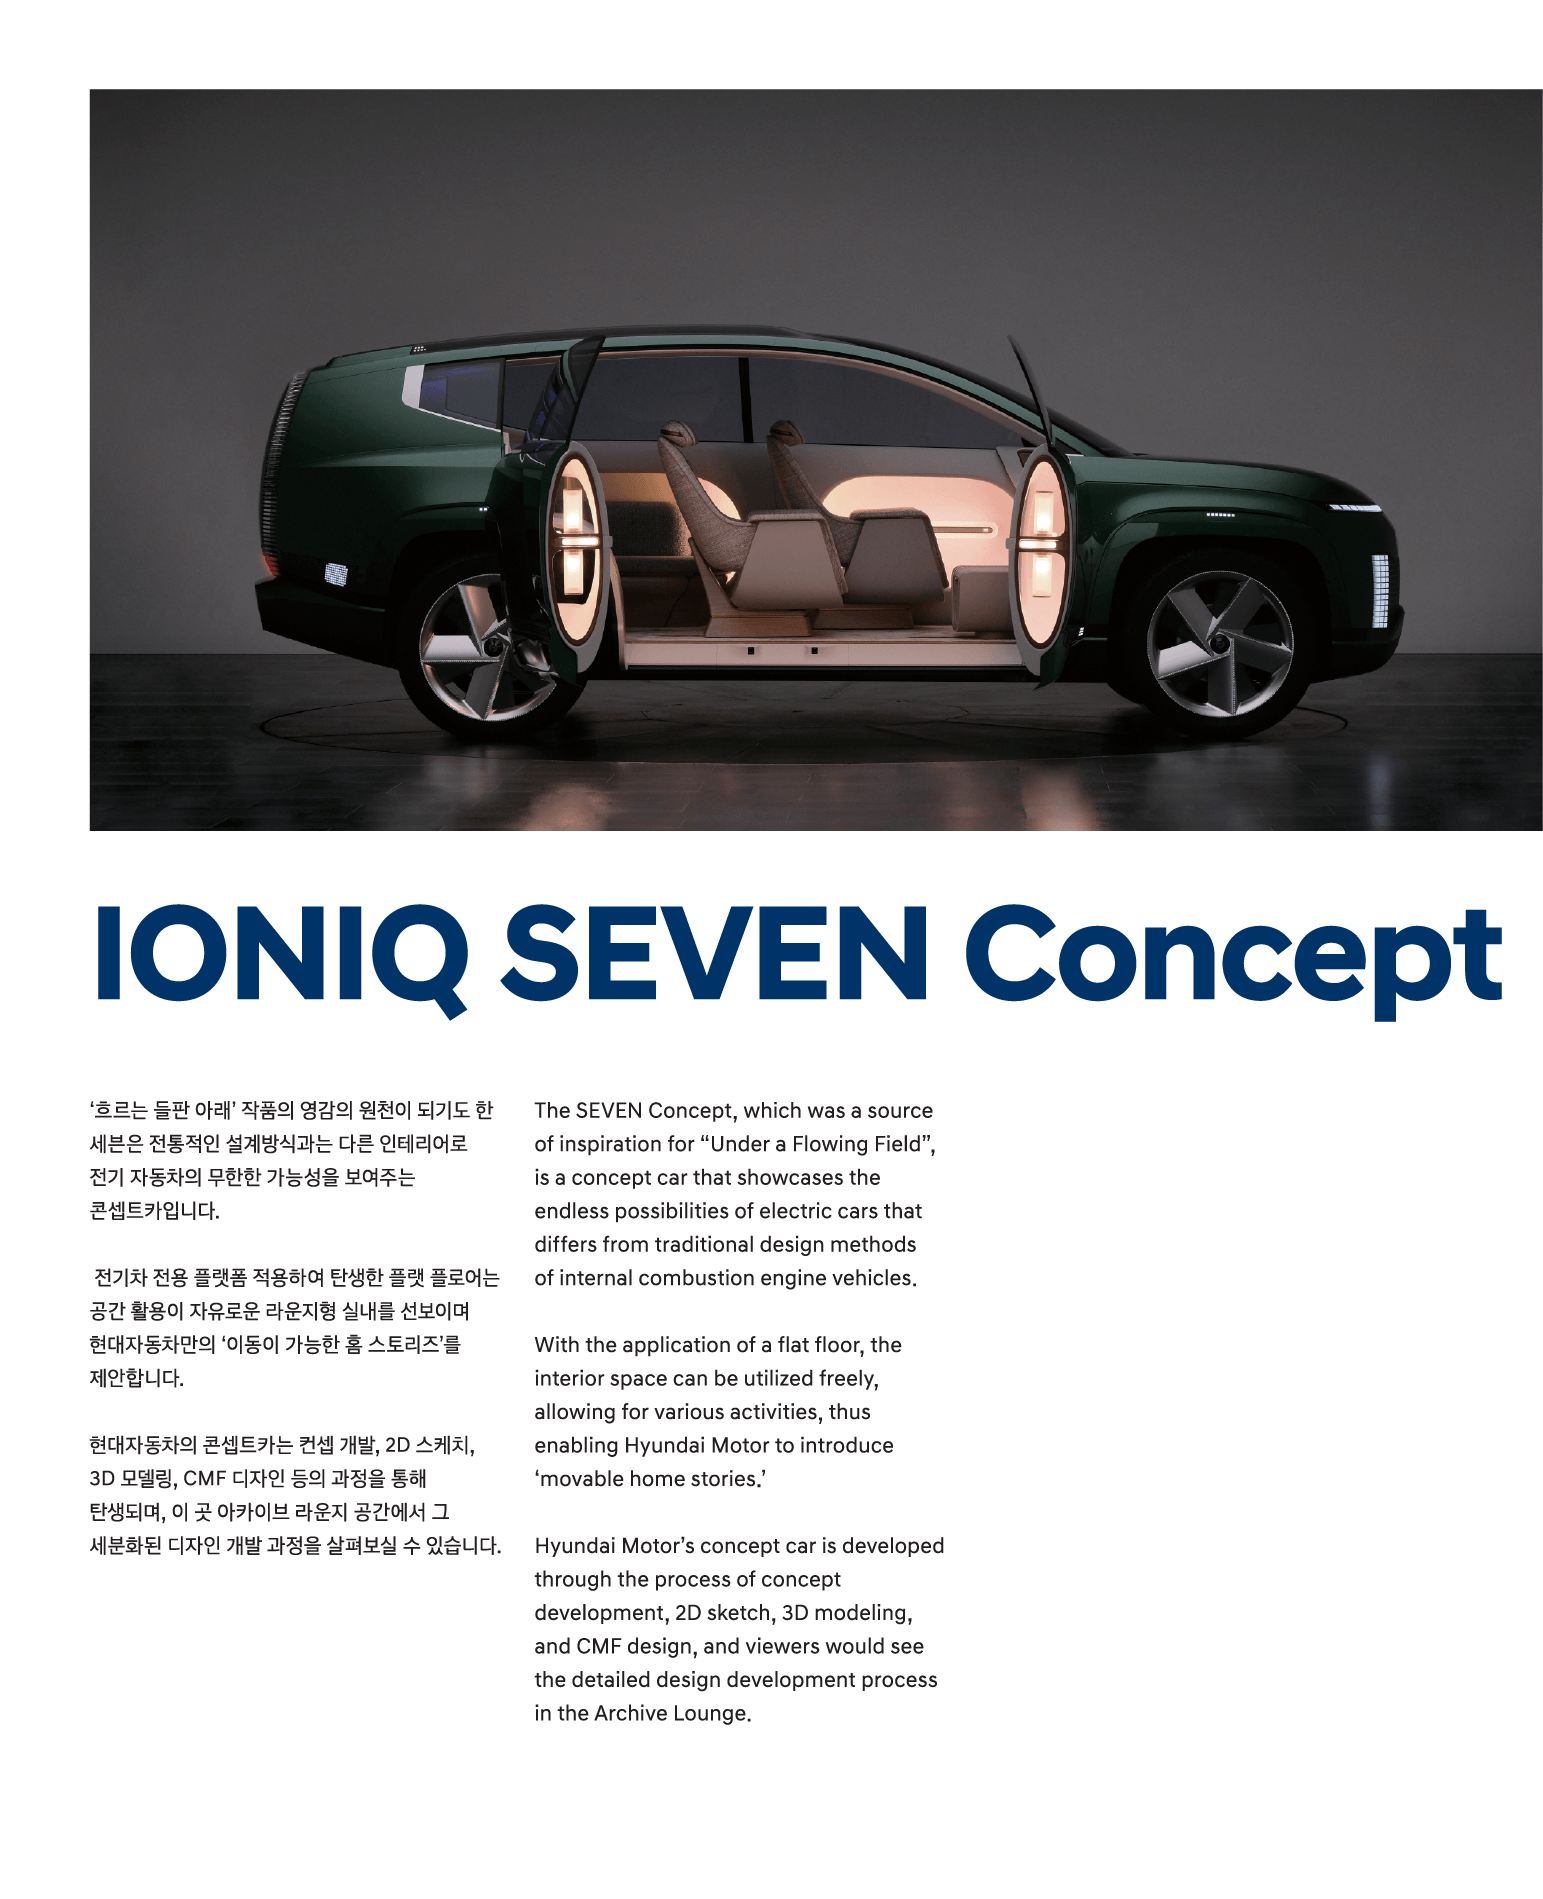 IONIQ SEVEN Concept
‘흐르는 들판 아래’ 작품의 영감의 원천이 되기도 한
세븐은 전통적인 설계방식과는 다른 인테리어로
전기 자동차의 무한한 가능성을 보여주는
콘셉트카입니다.
전기차 전용 플랫폼 적용하여 탄생한 플랫 플로어는
공간 활용이 자유로운 라운지형 실내를 선보이며
현대자동차만의 ‘이동이 가능한 홈 스토리즈’를
제안합니다.
현대자동차의 콘셉트카는 컨셉 개발, 2D 스케치,
3D 모델링, CMF 디자인 등의 과정을 통해
탄생되며, 이 곳 아카이브 라운지 공간에서 그
세분화된 디자인 개발 과정을 살펴보실 수 있습니다.
The SEVEN Concept, which was a source
of inspiration for “Under a Flowing Field”,
is a concept car that showcases the
endless possibilities of electric cars that
differs from traditional design methods
of internal combustion engine vehicles.
With the application of a flat floor, the
interior space can be utilized freely,
allowing for various activities, thus
enabling Hyundai Motor to introduce
‘movable home stories.’
Hyundai Motor’s concept car is developed
through the process of concept
development, 2D sketch, 3D modeling,
and CMF design, and viewers would see
the detailed design development process
in the Archive Lounge.